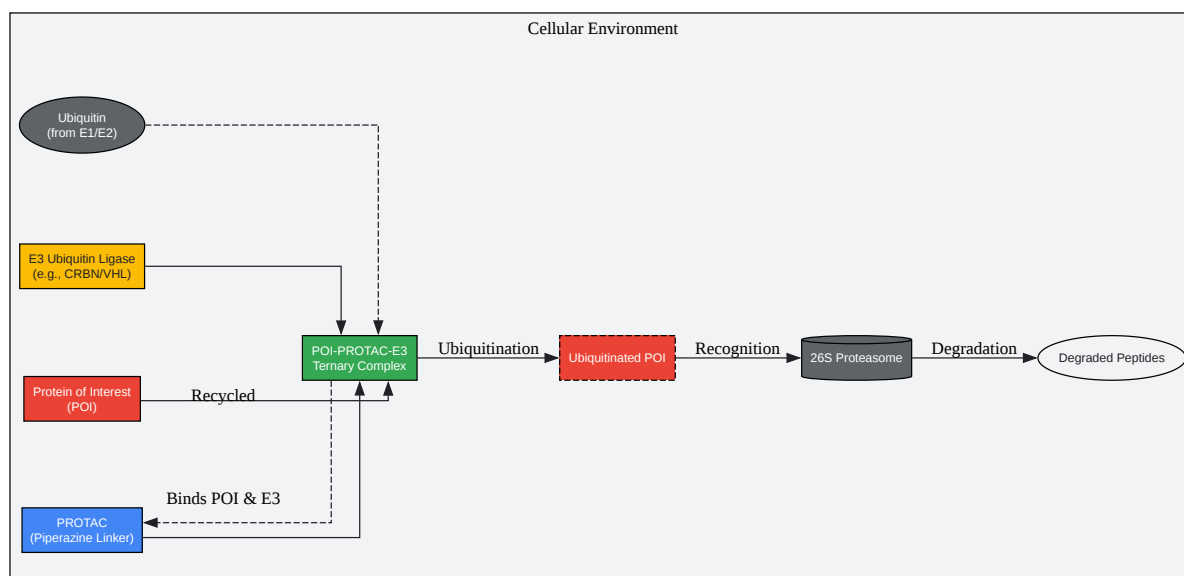 Cellular Environment
Ubiquitin
(from E1/E2)
E3 Ubiquitin Ligase
(e.g., CRBN/VHL)
POI-PROTAC-E3
Ternary Complex
Ubiquitination
Ubiquitinated POI
Recognition
26S Proteasome
Degradation
Degraded Peptides
Protein of Interest
(POI)
Recycled
Binds POI & E3
PROTAC
(Piperazine Linker)